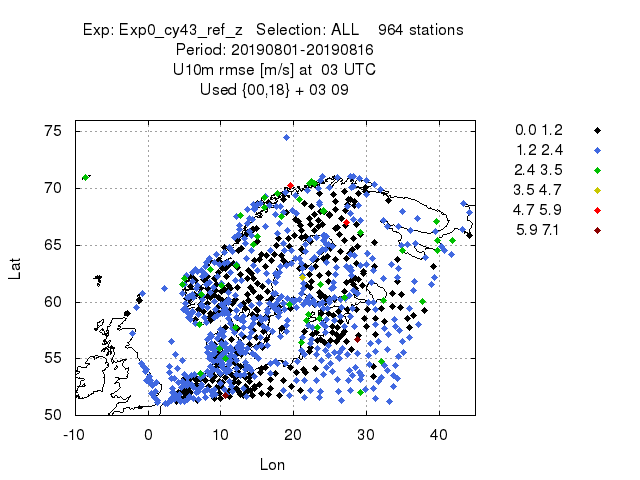 Exp: Exp0_cy43_ref_z   Selection: ALL    964 stations
Period: 20190801-20190816
U10m rmse [m/s] at  03 UTC
Used {00,18} + 03 09
0.0 1.2
1.2 2.4
2.4 3.5
3.5 4.7
4.7 5.9
5.9 7.1
75
70
65
60
55
50
Lat
-10 0 10 20 30 40
Lon